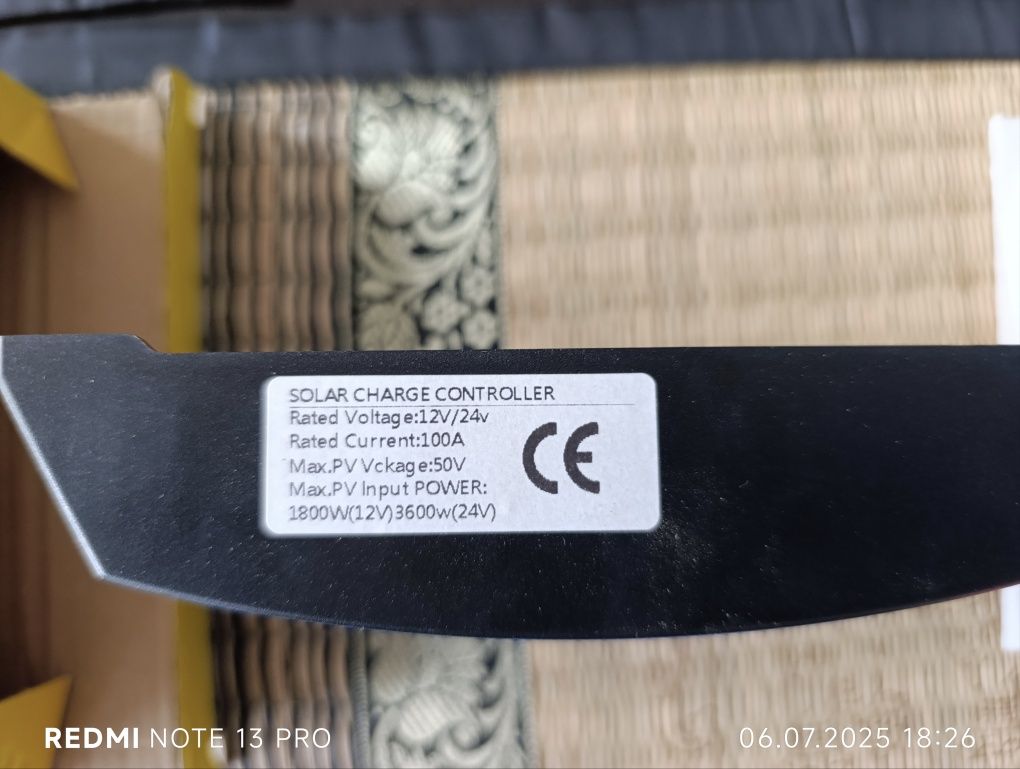 SOLAR CHARGE CONTROLLER
Rated Voltage:12V/24v
Rated Current:100A
Max.PV Vckage:50V
Max.PV Input POWER:
1800W(12V)3600w(24V)
CE
REDMI NOTE 13 PRO
06.07.2025 18:26